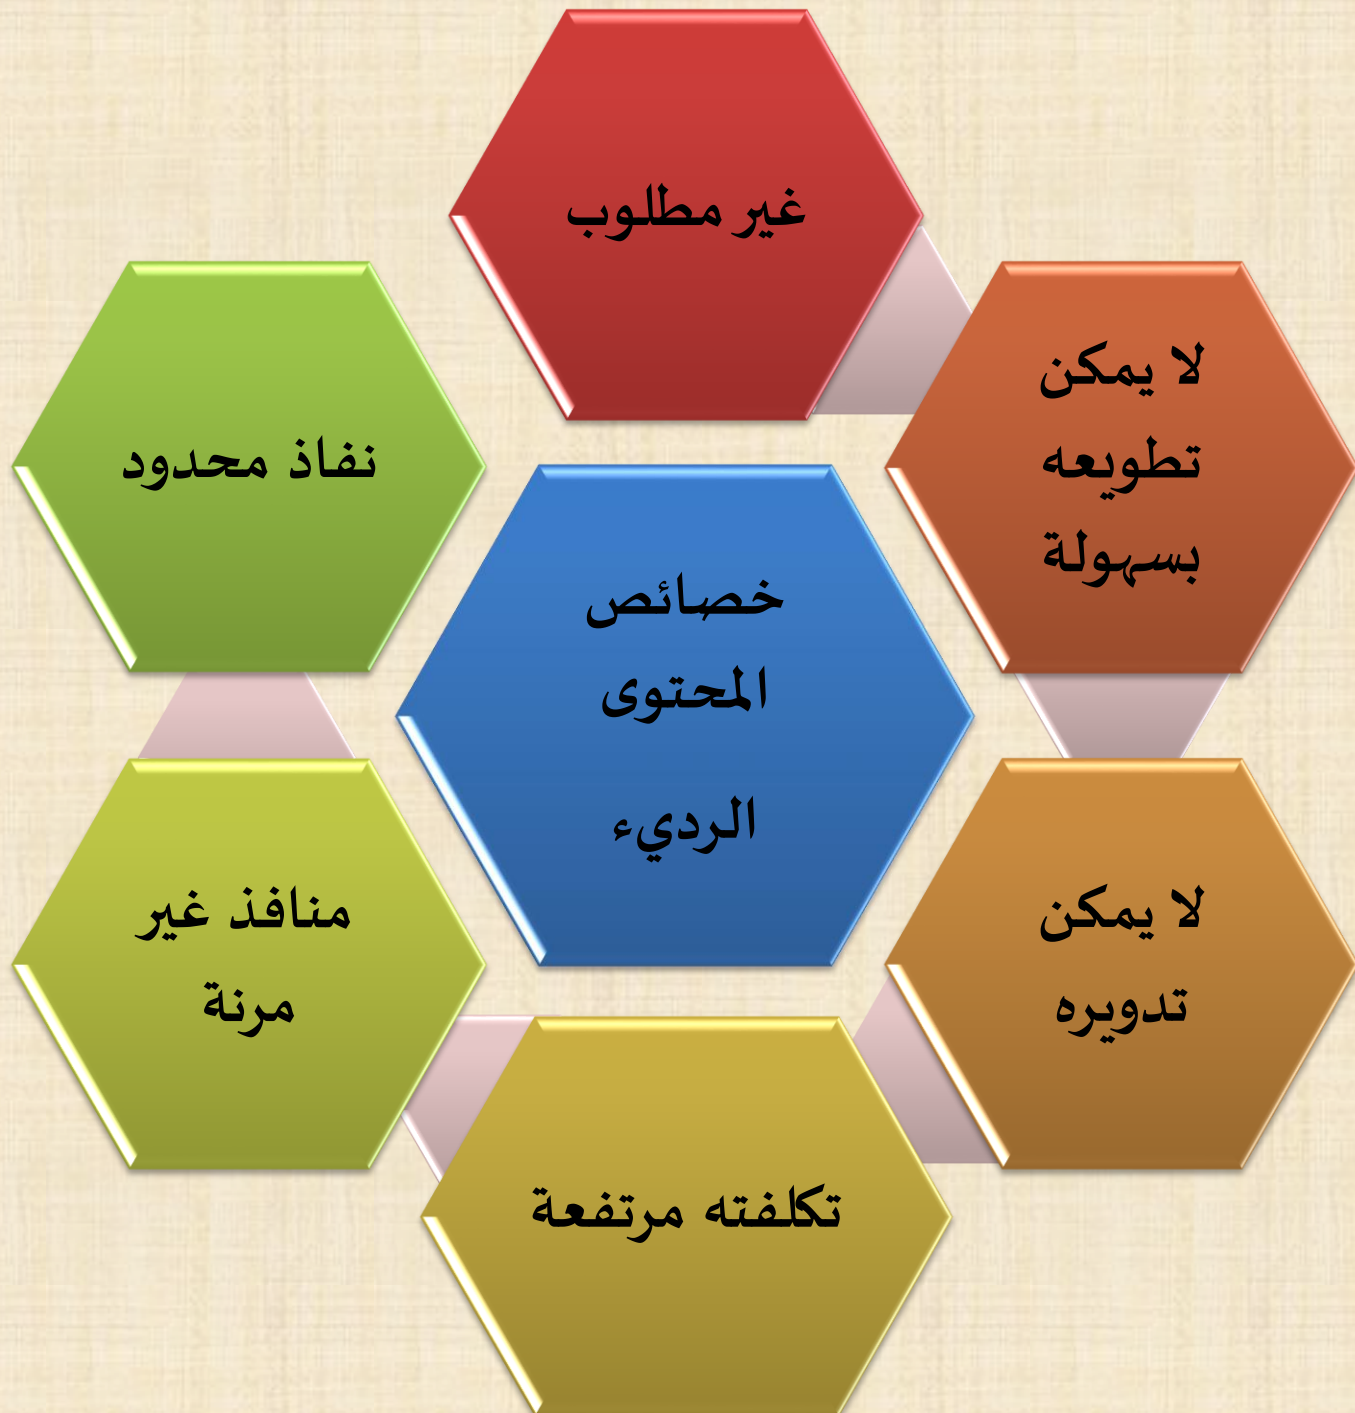 خصائص
المحتوى
الرديء
غير مطلوب
لا يمكن
تطويعه
بسهولة
لا يمكن
تدويره
تكلفته مرتفعة
منافذ غير
مرنة
نفاذ محدود